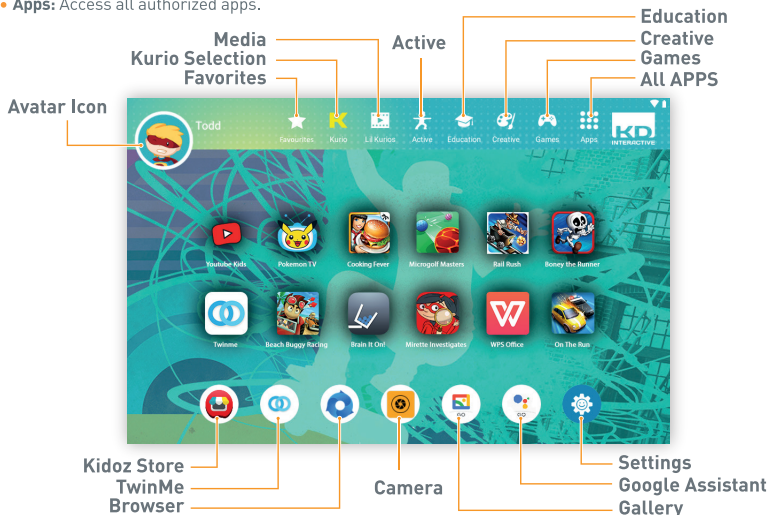 • Apps: Access all authorized apps.
Education
Media
Active
Creative
Kurio Selection
Games
Favorites
All APPS
Avatar Icon
Todd
Favourites Kurio Lil Kurios Active Education Creative Games Apps
KD
INTERACTIVE
Youtube Kids Pokemon TV Cooking Fever Microgolf Masters Rail Rush Boney the Runner
Twinme Beach Buggy Racing Brain It On! Mirette Investigates WPS Office On The Run
Kidoz Store
Settings
TwinMe
Camera
Google Assistant
Browser
Gallery